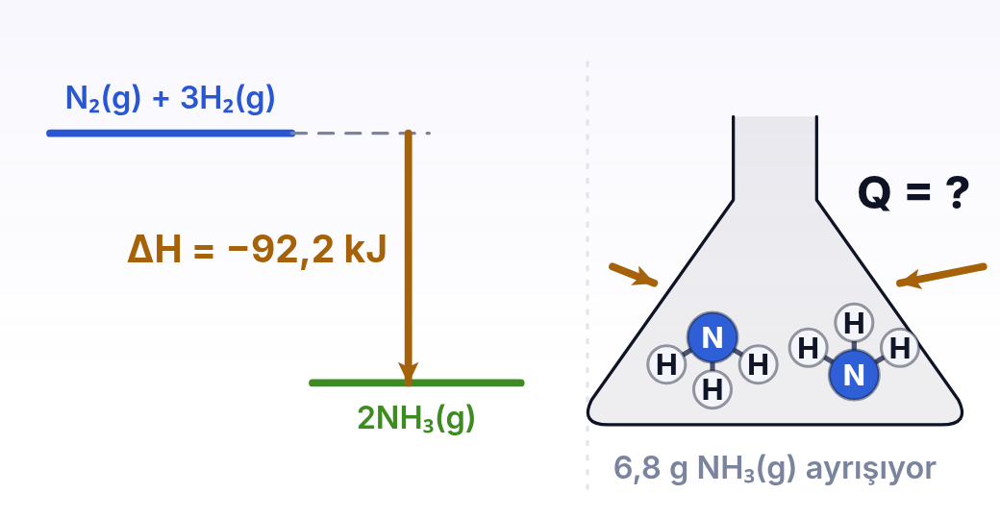 N₂(g) + 3H₂(g)
ΔH = −92,2 kJ
2NH₃(g)
Q = ?
N
H
H
H
H
H
H
N
6,8 g NH₃(g) ayrışıyor